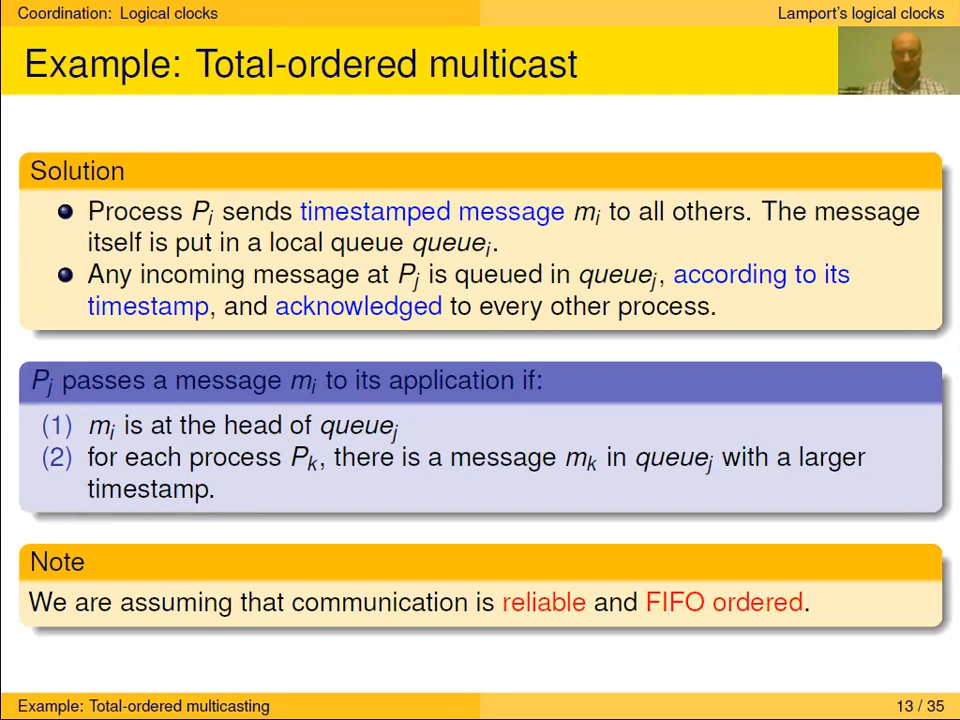 Coordination: Logical clocks
Lamport's logical clocks
Example: Total-ordered multicast
Solution
Process Pi sends timestamped message mi to all others. The message
itself is put in a local queue queuei.
Any incoming message at Pj is queued in queuej, according to its
timestamp, and acknowledged to every other process.
Pj passes a message mi to its application if:
(1) mi is at the head of queuej
(2) for each process Pk, there is a message mk in queuej with a larger
timestamp.
Note
We are assuming that communication is reliable and FIFO ordered.
Example: Total-ordered multicasting
13 / 35